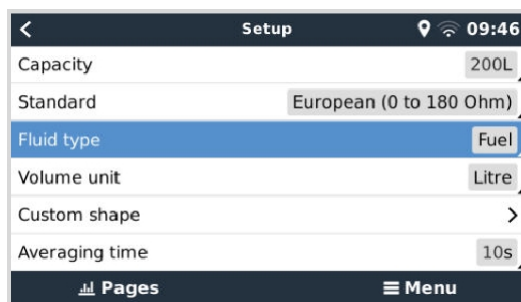 Setup 09:46
Capacity 200L
Standard European (0 to 180 Ohm)
Fluid type Fuel
Volume unit Litre
Custom shape
Averaging time 10s
Pages Menu